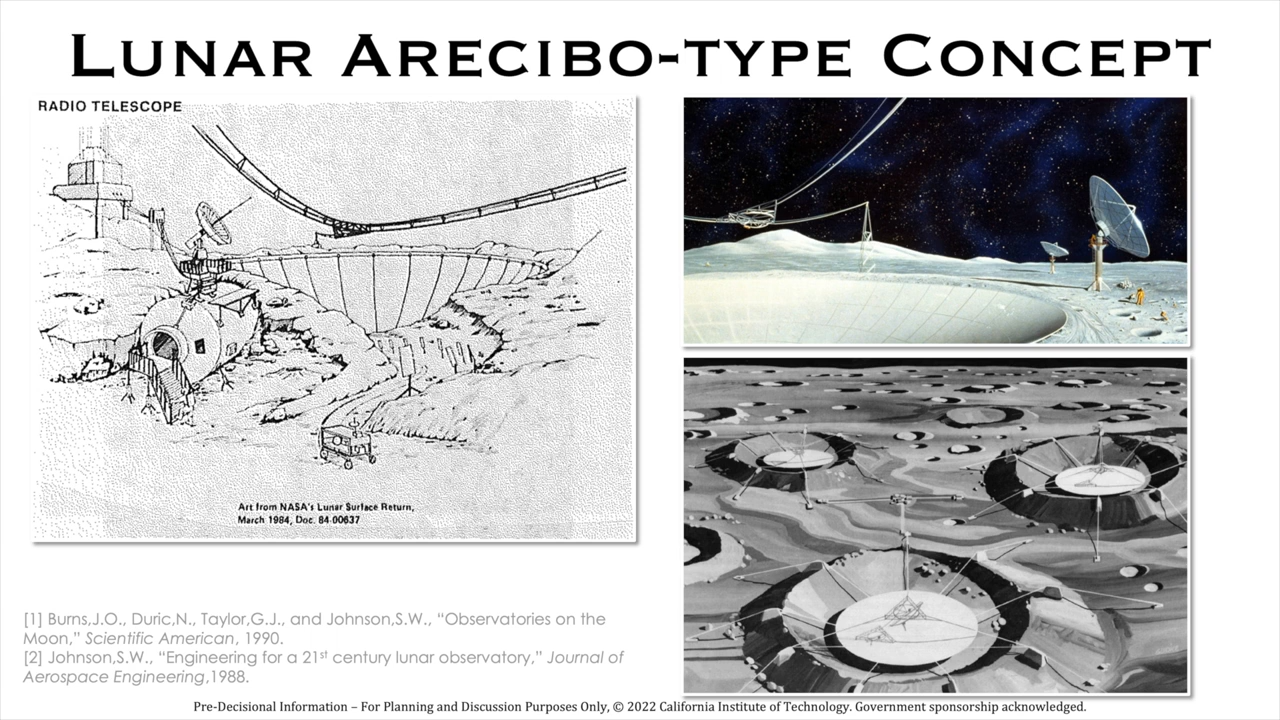 LUNAR ARECIBO-TYPE CONCEPT
RADIO TELESCOPE
Art from NASA's Lunar Surface Return,
March 1984, Doc. 84-00637
[1] Burns,J.O., Duric,N., Taylor,G.J., and Johnson,S.W., “Observatories on the
Moon,” Scientific American, 1990.
[2] Johnson,S.W., “Engineering for a 21st century lunar observatory,” Journal of
Aerospace Engineering,1988.
Pre-Decisional Information – For Planning and Discussion Purposes Only, © 2022 California Institute of Technology. Government sponsorship acknowledged.